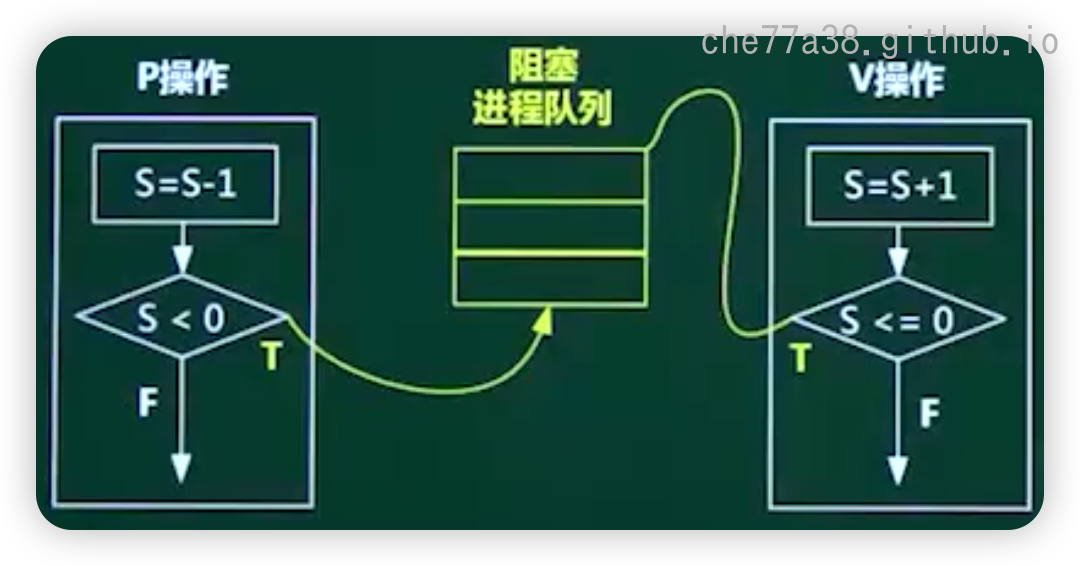 che77a38.github.io
P操作
阻塞
进程队列
V操作
S=S-1
S=S+1
S < 0
S <= 0
T
T
F
F